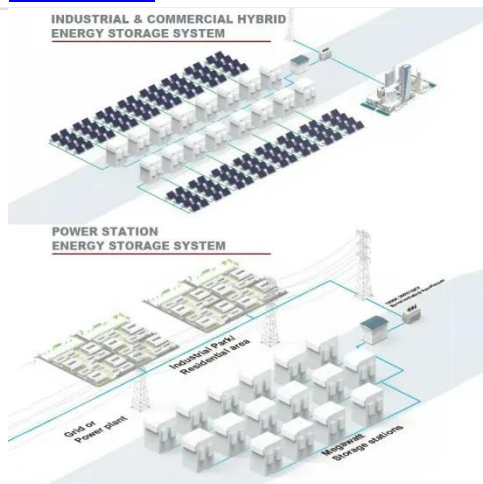 INDUSTRIAL & COMMERCIAL HYBRID
ENERGY STORAGE SYSTEM
POWER STATION
ENERGY STORAGE SYSTEM
Industrial Park/
Residential area
Grid or
Power plant
Megawatt
Storage stations